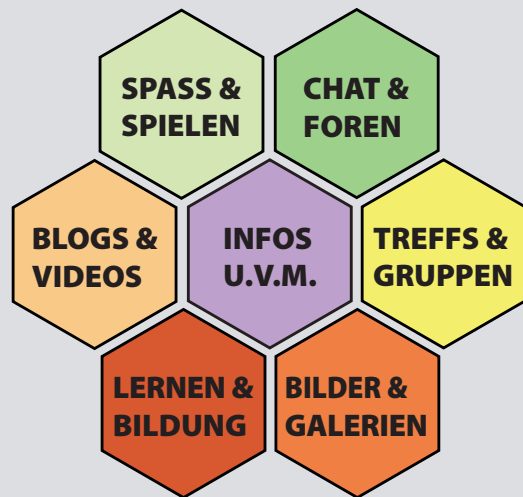 SPASS &
SPIELEN
CHAT &
FOREN
BLOGS &
VIDEOS
INFOS
U.V.M.
TREFFS &
GRUPPEN
LERNEN &
BILDUNG
BILDER &
GALERIEN